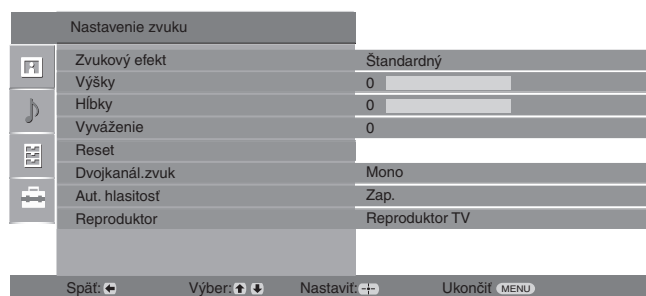 Nastavenie zvuku
Zvukový efekt Štandardný
Výšky 0
Hĺbky 0
Vyváženie 0
Reset
Dvojkanál.zvuk Mono
Aut. hlasitosť Zap.
Reproduktor Reproduktor TV
Späť: Výber: Nastaviť: Ukončiť MENU